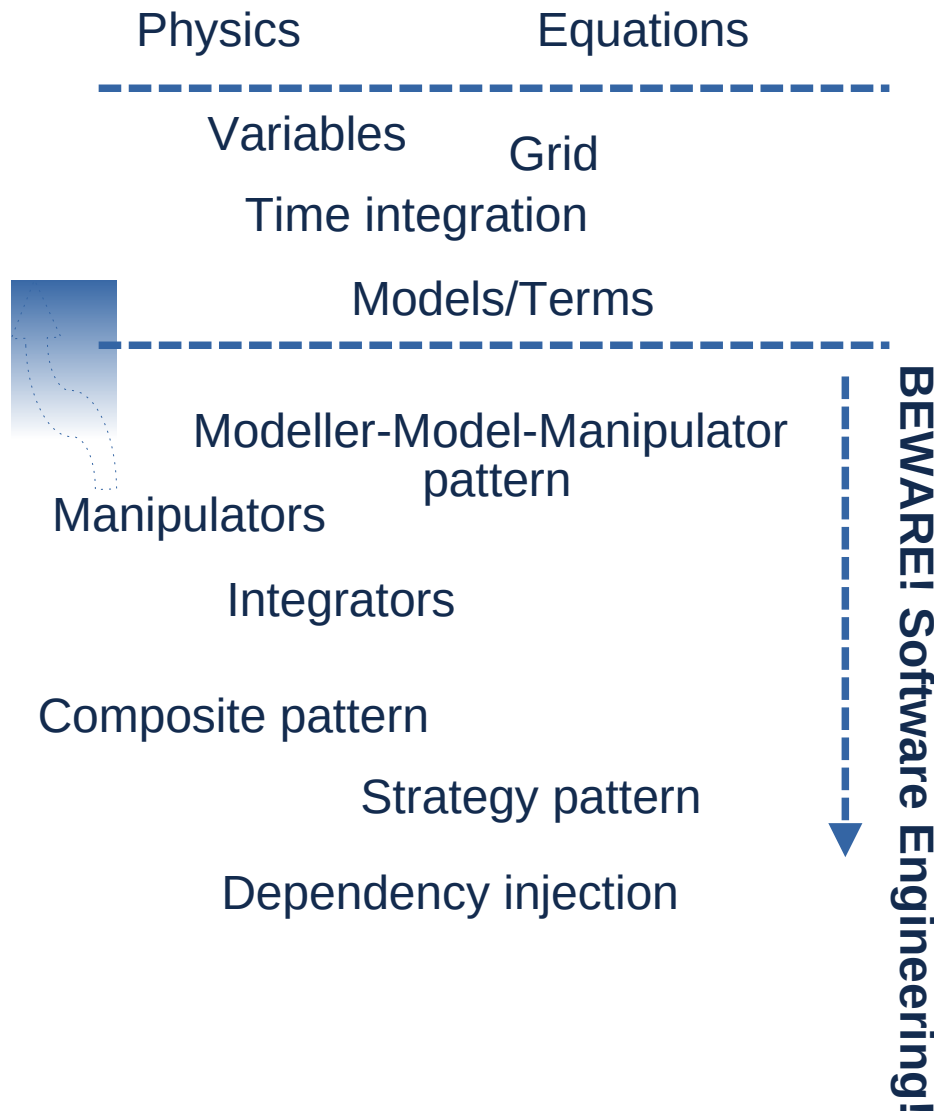 Physics
Equations
Variables
Grid
Time integration
Models/Terms
Modeller-Model-Manipulator
pattern
Manipulators
Integrators
Composite pattern
Strategy pattern
Dependency injection
BEWARE! Software Engineering!